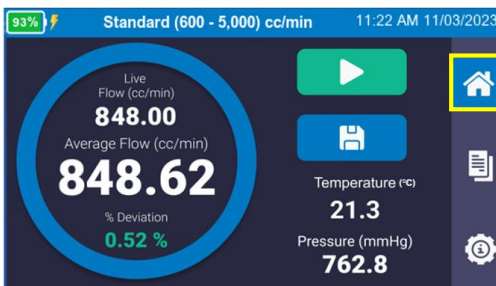 93%
Standard (600 - 5,000) cc/min
11:22 AM 11/03/2023
Live
Flow (cc/min)
848.00
Average Flow (cc/min)
848.62
% Deviation
0.52 %
Temperature (°C)
21.3
Pressure (mmHg)
762.8